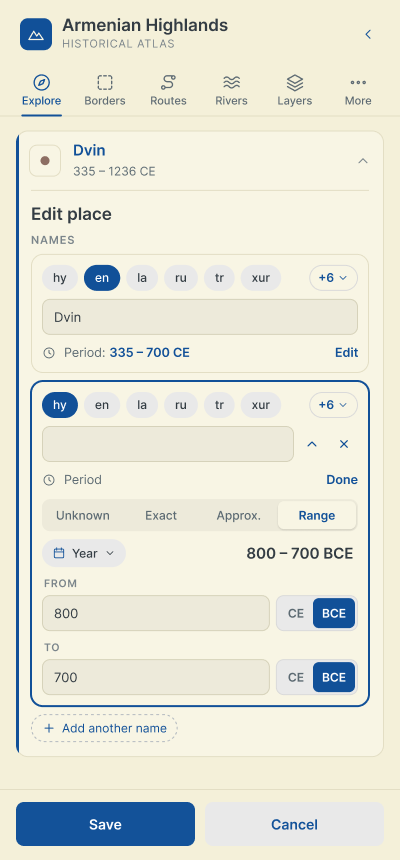 Armenian Highlands
HISTORICAL ATLAS
Explore Borders Routes Rivers Layers More
Dvin
335 – 1236 CE
Edit place
NAMES
hy en la ru tr xur +6
Dvin
Period: 335 – 700 CE Edit
hy en la ru tr xur +6
Period Done
Unknown Exact Approx. Range
Year 800 – 700 BCE
FROM
800 CE BCE
TO
700 CE BCE
+ Add another name
Save Cancel